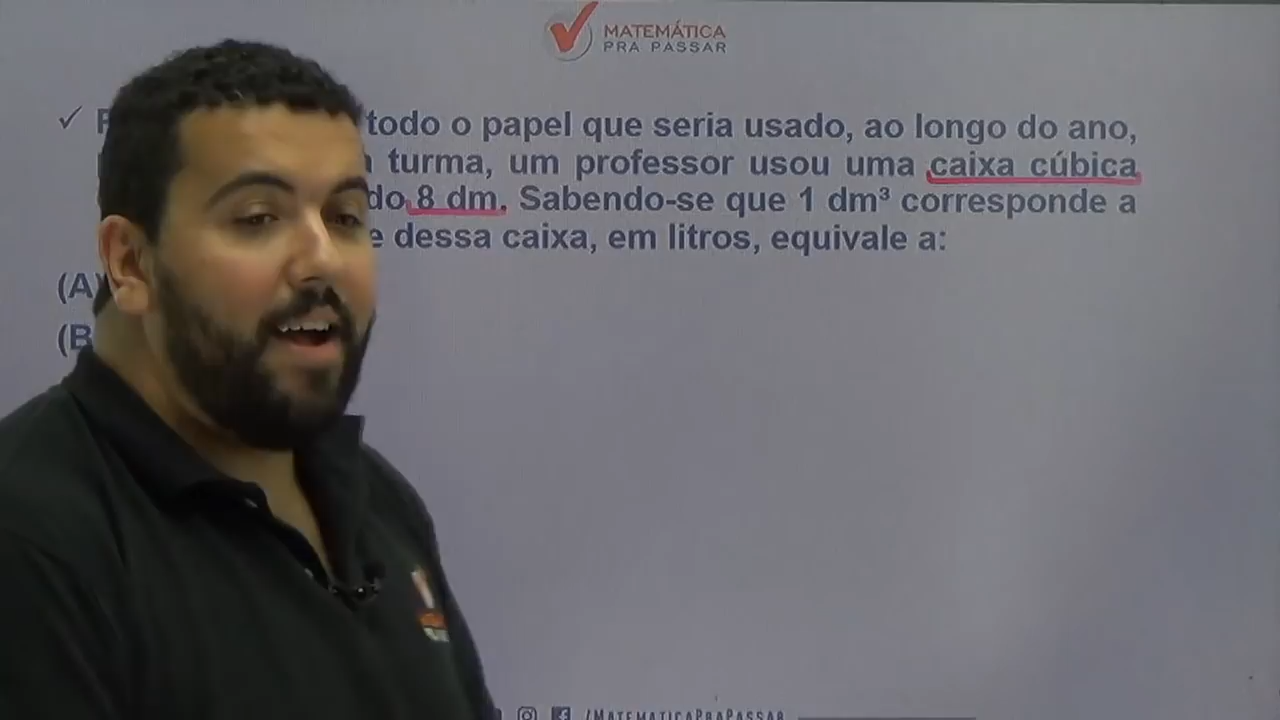 MATEMÁTICA
PRA PASSAR
✓ todo o papel que seria usado, ao longo do ano,
turma, um professor usou uma caixa cúbica
do 8 dm. Sabendo-se que 1 dm³ corresponde a
e dessa caixa, em litros, equivale a:
(A)
(B
/MATEMATICAPRAPASSAR